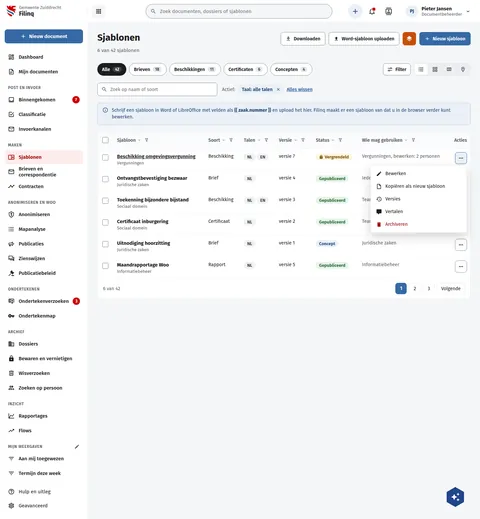 Gemeente Zuiddrecht
Filinq
Zoek documenten, dossiers of sjablonen
PJ
Pieter Jansen
Documentbeheerder
+ Nieuw document
Dashboard
Mijn documenten
POST EN INVOER
Binnengekomen
Classificatie
Invoerkanalen
MAKEN
Sjablonen
Brieven en correspondentie
Contracten
ANONIMISEREN EN WOO
Anonimiseren
Mapanalyse
Publicaties
Zienswijzen
Publicatiebeleid
ONDERTEKENEN
Ondertekenverzoeken
Ondertekenmap
ARCHIEF
Dossiers
Bewaren en vernietigen
Wisverzoeken
Zoeken op persoon
INZICHT
Rapportages
Flows
MIJN WEERGAVEN
Aan mij toegewezen
Termijn deze week
Hulp en uitleg
Geavanceerd
Sjablonen
6 van 42 sjablonen
Downloaden
Word-sjabloon uploaden
+ Nieuw sjabloon
Alle 42
Brieven 18
Beschikkingen 11
Certificaten 6
Concepten 4
Filter
Zoek op naam of soort
Actief:
Taal: alle talen ×
Alles wissen
Schrijf een sjabloon in Word of LibreOffice met velden als {{ zaak.nummer }} en upload het hier. Filinq maakt er een sjabloon van dat u in de browser verder kunt
bewerken.
Sjabloon
Soort
Talen
Versie
Status
Wie mag gebruiken
Acties
Beschikking omgevingsvergunning
Vergunningen
Beschikking
NL EN
versie 7
Vergrendeld
Vergunningen, bewerken: 2 personen
Ontvangstbevestiging bezwaar
Juridische zaken
Brief
NL
versie 4
Gepubliceerd
Toekenning bijzondere bijstand
Sociaal domein
Beschikking
NL EN
versie 3
Gepubliceerd
Certificaat inburgering
Sociaal domein
Certificaat
NL
versie 2
Gepubliceerd
Uitnodiging hoorzitting
Juridische zaken
Brief
NL
versie 1
Concept
Juridische zaken
Maandrapportage Woo
Informatiebeheer
Rapport
NL
versie 5
Gepubliceerd
Informatiebeheer
Bewerken
Kopiëren als nieuw sjabloon
Versies
Vertalen
Archiveren
6 van 42
1 2 3 Volgende